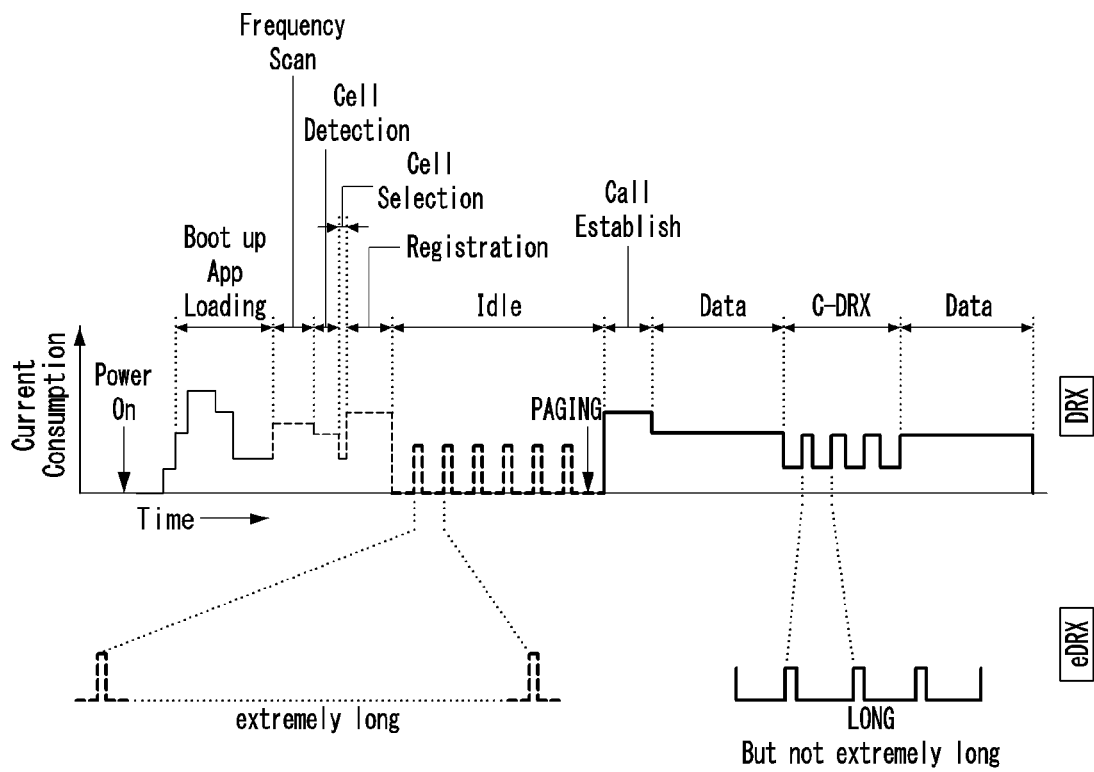 Frequency
Scan
Cell
Detection
Cell
Selection
Call
Establish
Boot up
App
Loading
Registration
Idle
Data
C-DRX
Data
Current
Consumption
Power
On
PAGING
DRX
Time
eDRX
extremely long
LONG
But not extremely long